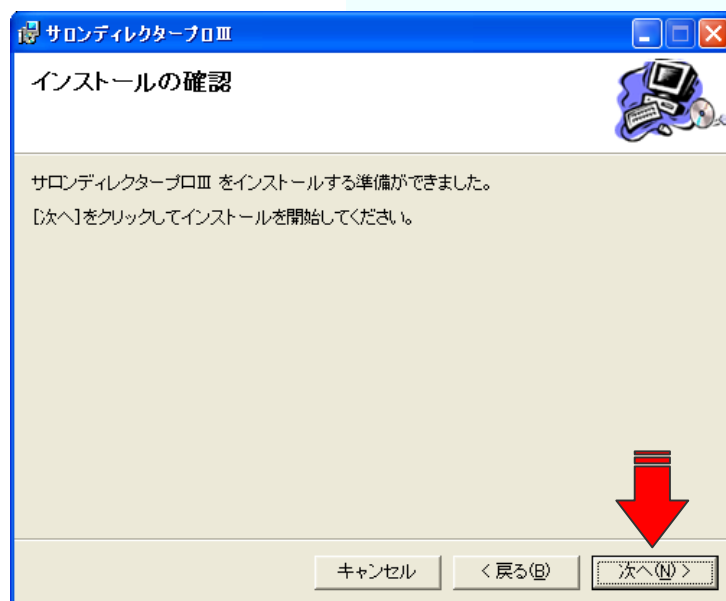 サロンディレクタープロⅢ
インストールの確認
サロンディレクタープロⅢ をインストールする準備ができました。
[次へ]をクリックしてインストールを開始してください。
キャンセル
< 戻る(B)
次へ(N) >